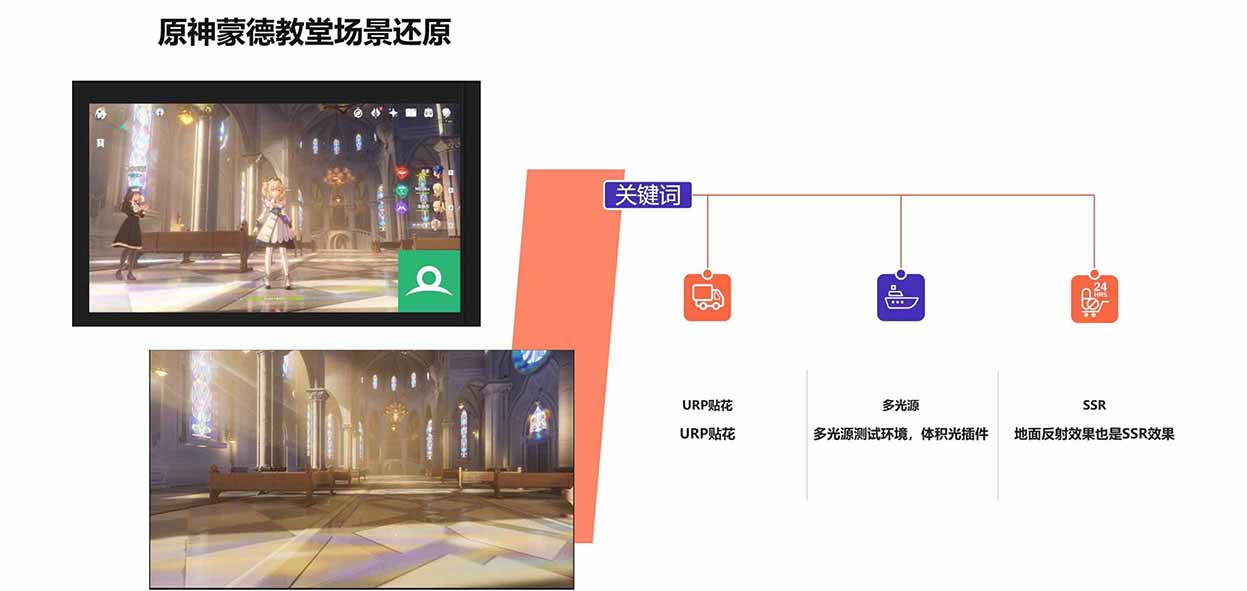 原神蒙德教堂场景还原
关键词
24
HRS
URP贴花
URP贴花
多光源
多光源测试环境，体积光插件
SSR
地面反射效果也是SSR效果